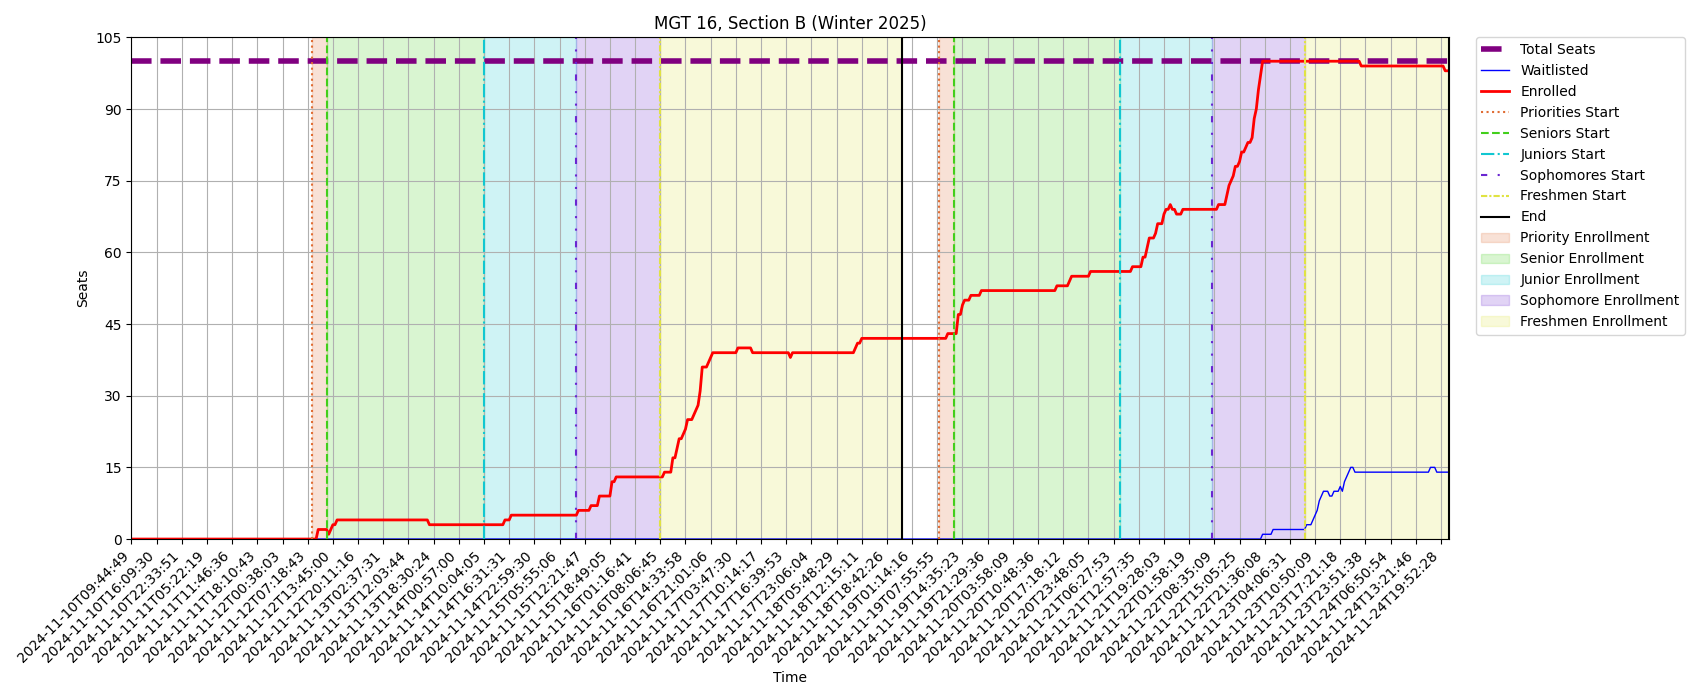 MGT 16, Section B (Winter 2025)
Seats
105
90
75
60
45
30
15
0
2024-11-10T09:44:49
2024-11-10T16:09:30
2024-11-10T22:33:51
2024-11-11T05:22:19
2024-11-11T11:46:36
2024-11-11T18:10:43
2024-11-12T00:38:03
2024-11-12T07:18:43
2024-11-12T13:45:00
2024-11-12T20:11:16
2024-11-13T02:37:31
2024-11-13T12:03:44
2024-11-13T18:30:24
2024-11-14T00:57:00
2024-11-14T10:04:05
2024-11-14T16:31:31
2024-11-14T22:59:30
2024-11-15T05:55:06
2024-11-15T12:21:47
2024-11-15T18:49:05
2024-11-16T01:16:41
2024-11-16T08:06:45
2024-11-16T14:33:58
2024-11-16T21:01:06
2024-11-17T03:47:30
2024-11-17T10:14:17
2024-11-17T16:39:53
2024-11-17T23:06:04
2024-11-18T05:48:29
2024-11-18T12:15:11
2024-11-18T18:42:26
2024-11-19T01:14:16
2024-11-19T07:55:55
2024-11-19T14:35:23
2024-11-19T21:29:36
2024-11-20T03:58:09
2024-11-20T10:48:36
2024-11-20T17:18:12
2024-11-20T23:48:05
2024-11-21T06:27:53
2024-11-21T12:57:35
2024-11-21T19:28:03
2024-11-22T01:58:19
2024-11-22T08:35:09
2024-11-22T15:05:25
2024-11-22T21:36:08
2024-11-23T04:06:31
2024-11-23T10:50:09
2024-11-23T17:21:18
2024-11-23T23:51:38
2024-11-24T06:50:54
2024-11-24T13:21:46
2024-11-24T19:52:28
Time
Total Seats
Waitlisted
Enrolled
Priorities Start
Seniors Start
Juniors Start
Sophomores Start
Freshmen Start
End
Priority Enrollment
Senior Enrollment
Junior Enrollment
Sophomore Enrollment
Freshmen Enrollment